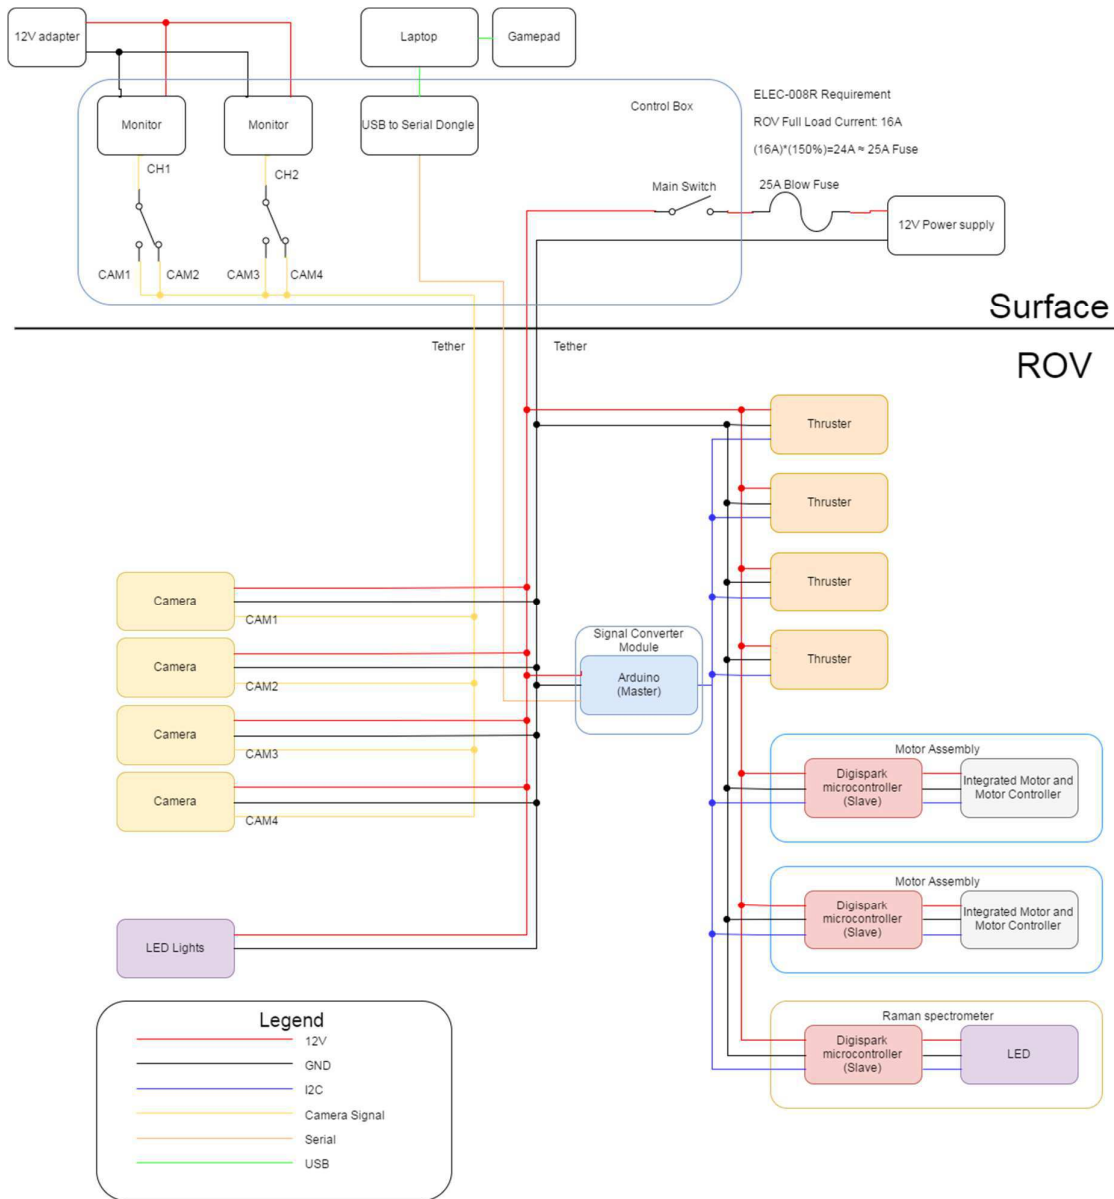 12V adapter
Laptop
Gamepad
Monitor
Monitor
USB to Serial Dongle
Control Box
ELEC-008R Requirement
ROV Full Load Current: 16A
(16A)*(150%)=24A ≈ 25A Fuse
CH1
CH2
Main Switch
25A Blow Fuse
12V Power supply
CAM1
CAM2
CAM3
CAM4
Surface
Tether
Tether
ROV
Thruster
Thruster
Thruster
Thruster
Camera
CAM1
Camera
CAM2
Camera
CAM3
Camera
CAM4
Signal Converter
Module
Arduino
(Master)
Motor Assembly
Digispark
microcontroller
(Slave)
Integrated Motor and
Motor Controller
Motor Assembly
Digispark
microcontroller
(Slave)
Integrated Motor and
Motor Controller
LED Lights
Raman spectrometer
Digispark
microcontroller
(Slave)
LED
Legend
12V
GND
I2C
Camera Signal
Serial
USB